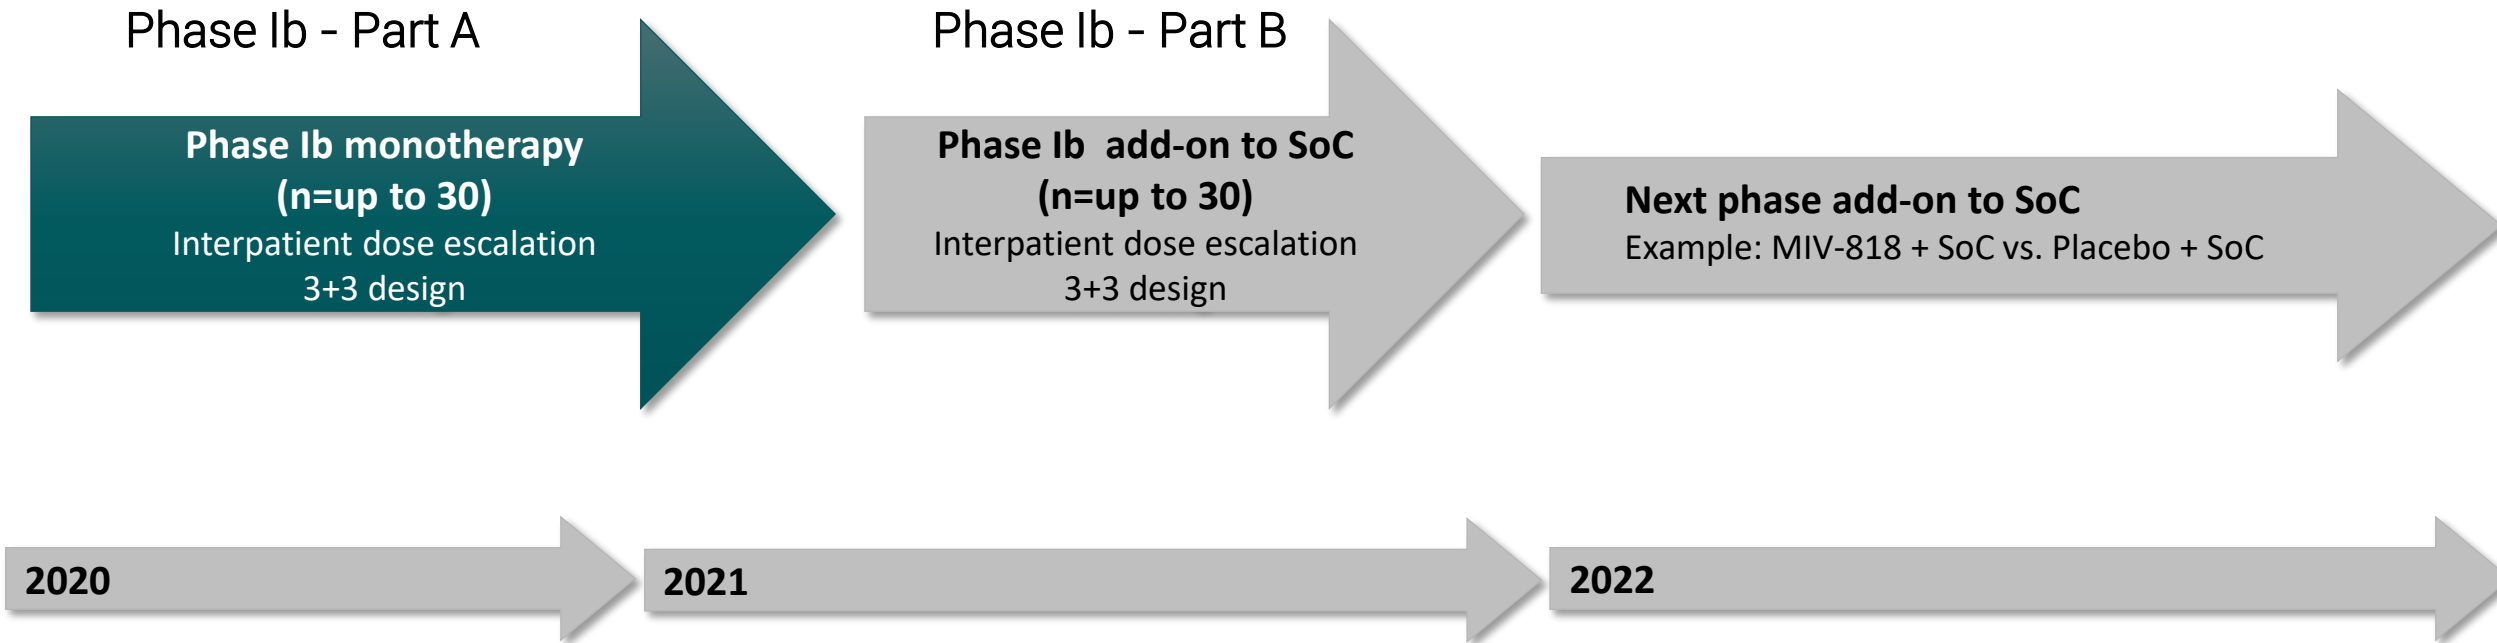 Phase Ib - Part A
Phase Ib monotherapy
(n=up to 30)
Interpatient dose escalation
3+3 design
Phase Ib - Part B
Phase Ib  add-on to SoC
(n=up to 30)
Interpatient dose escalation
3+3 design
Next phase add-on to SoC
Example: MIV-818 + SoC vs. Placebo + SoC
2020
2021
2022